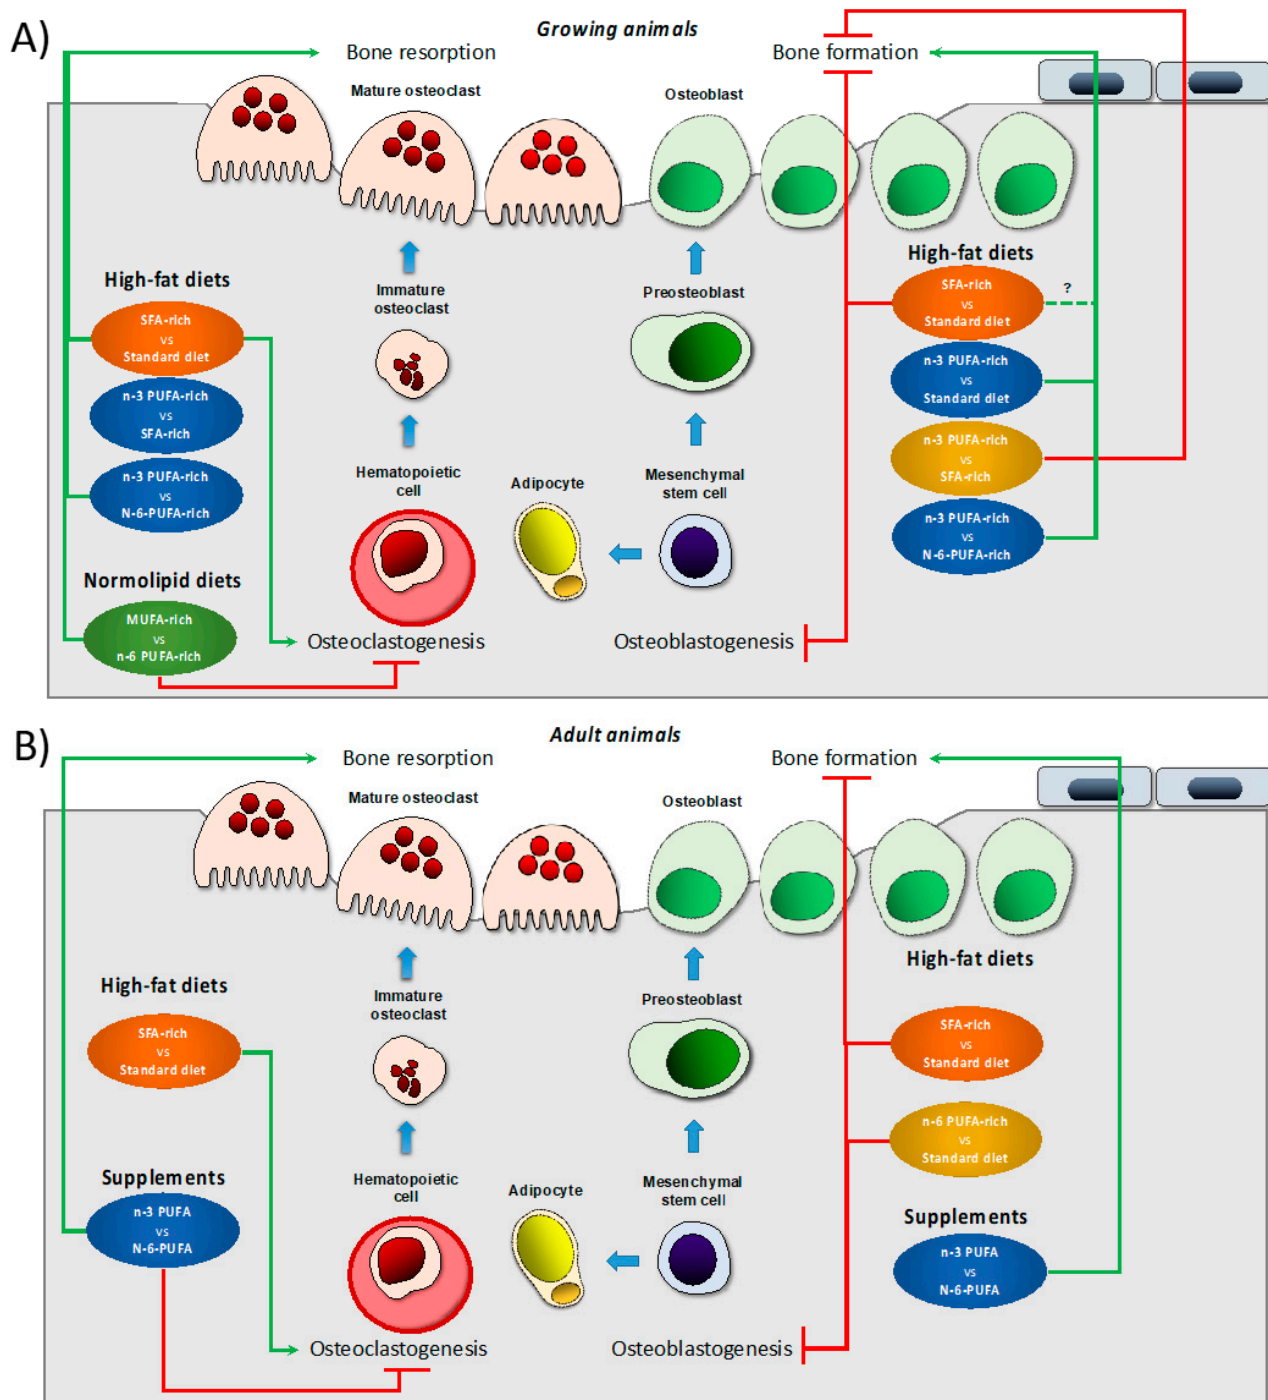 A)
Growing animals
Bone resorption
Bone formation
Mature osteoclast
Osteoblast
High-fat diets
SFA-rich
vs
Standard diet
n-3 PUFA-rich
vs
SFA-rich
n-3 PUFA-rich
vs
N-6-PUFA-rich
Normolipid diets
MUFA-rich
vs
n-6 PUFA-rich
Immature
osteoclast
Hematopoietic
cell
Osteoclastogenesis
Adipocyte
Preosteoblast
Mesenchymal
stem cell
Osteoblastogenesis
High-fat diets
SFA-rich
vs
Standard diet
?
n-3 PUFA-rich
vs
Standard diet
n-3 PUFA-rich
vs
SFA-rich
n-3 PUFA-rich
vs
N-6-PUFA-rich
B)
Adult animals
Bone resorption
Bone formation
Mature osteoclast
Osteoblast
High-fat diets
SFA-rich
vs
Standard diet
Supplements
n-3 PUFA
vs
N-6-PUFA
Immature
osteoclast
Hematopoietic
cell
Osteoclastogenesis
Adipocyte
Preosteoblast
Mesenchymal
stem cell
Osteoblastogenesis
High-fat diets
SFA-rich
vs
Standard diet
n-6 PUFA-rich
vs
Standard diet
Supplements
n-3 PUFA
vs
N-6-PUFA